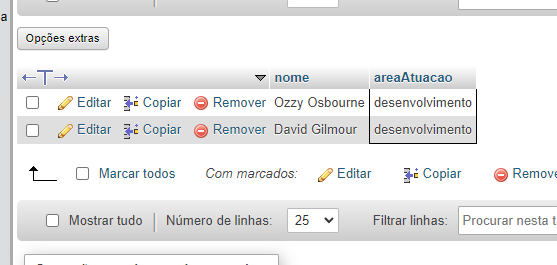 a
Opções extras
nome areaAtuacao
Editar Copiar Remover Ozzy Osbourne desenvolvimento
Editar Copiar Remover David Gilmour desenvolvimento
Marcar todos Com marcados: Editar Copiar Remove
Mostrar tudo Número de linhas: 25 Filtrar linhas: Procurar nesta t